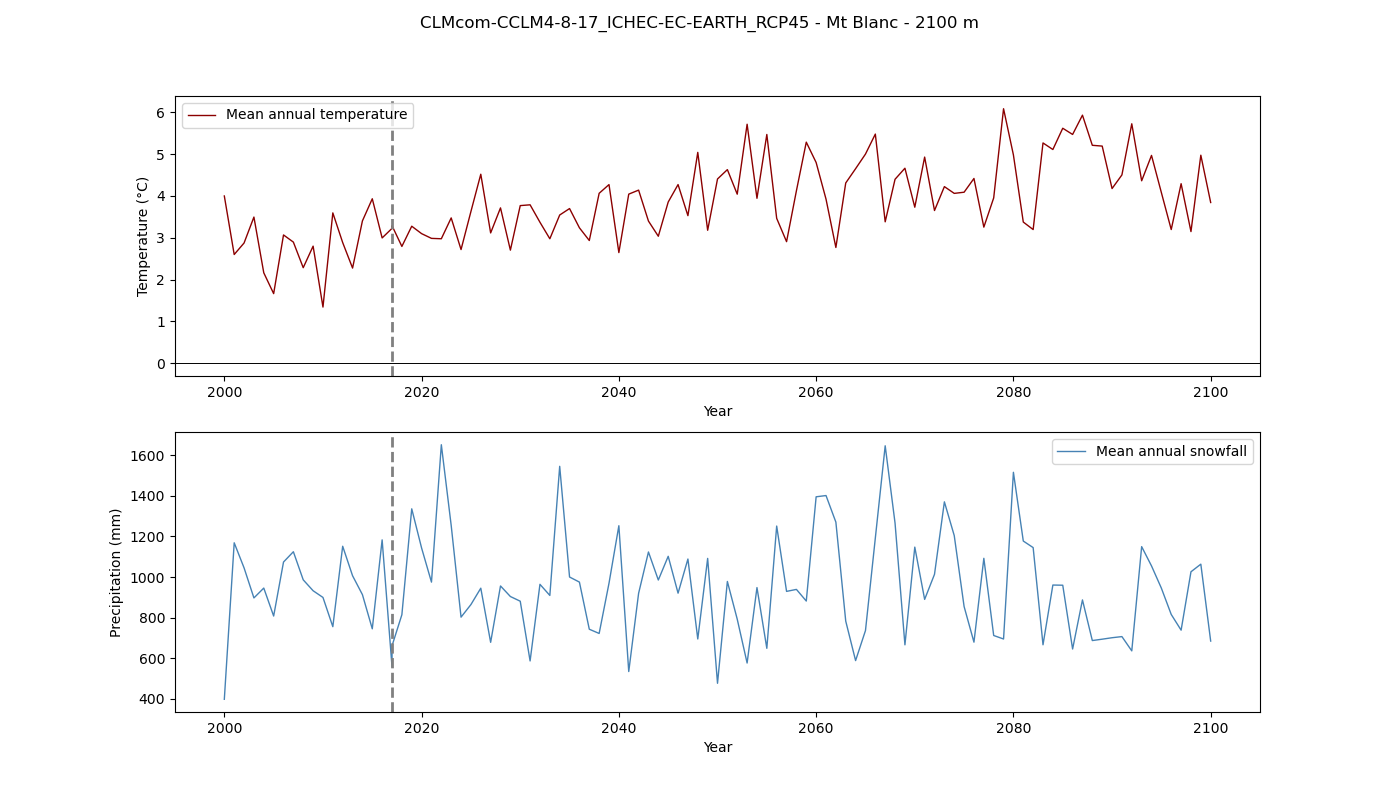 CLMcom-CCLM4-8-17_ICHEC-EC-EARTH_RCP45 - Mt Blanc - 2100 m
Mean annual temperature
Temperature (°C)
6
5
4
3
2
1
0
2000 2020 2040 2060 2080 2100
Year
Mean annual snowfall
Precipitation (mm)
1600
1400
1200
1000
800
600
400
2000 2020 2040 2060 2080 2100
Year